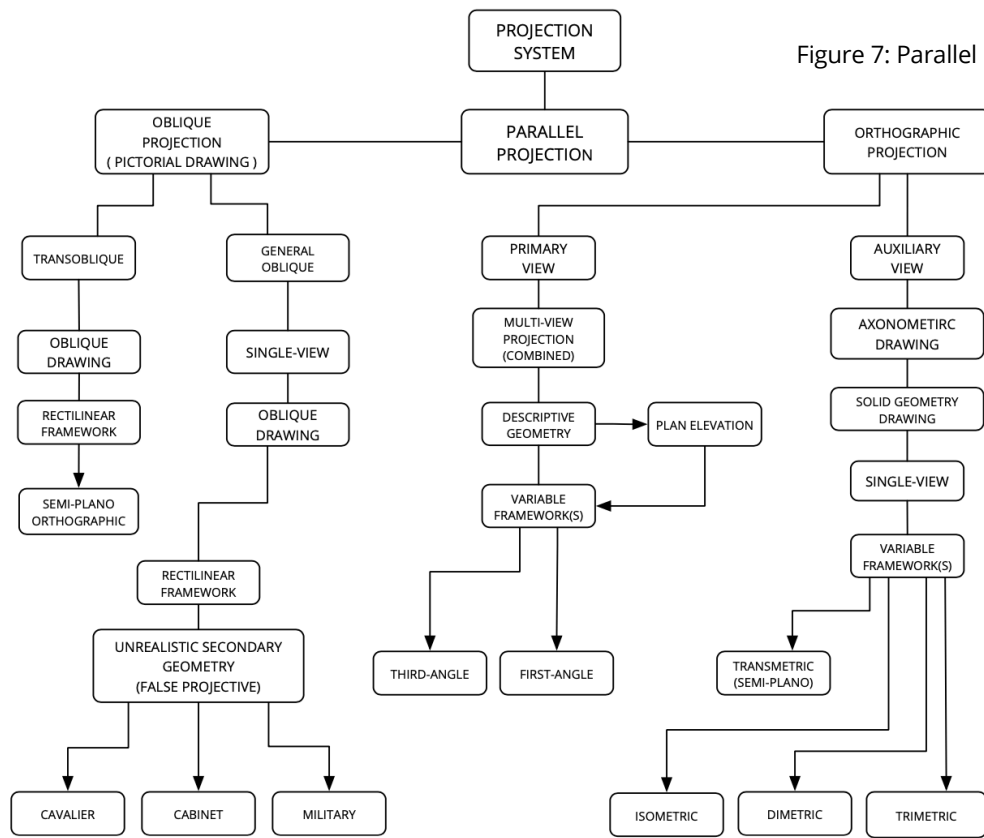 PROJECTION
SYSTEM
Figure 7: Parallel
OBLIQUE
PROJECTION
( PICTORIAL DRAWING )
PARALLEL
PROJECTION
ORTHOGRAPHIC
PROJECTION
TRANSOBLIQUE
GENERAL
OBLIQUE
PRIMARY
VIEW
AUXILIARY
VIEW
OBLIQUE
DRAWING
SINGLE-VIEW
MULTI-VIEW
PROJECTION
(COMBINED)
AXONOMETIRC
DRAWING
RECTILINEAR
FRAMEWORK
OBLIQUE
DRAWING
DESCRIPTIVE
GEOMETRY
PLAN ELEVATION
SOLID GEOMETRY
DRAWING
SEMI-PLANO
ORTHOGRAPHIC
VARIABLE
FRAMEWORK(S)
SINGLE-VIEW
RECTILINEAR
FRAMEWORK
VARIABLE
FRAMEWORK(S)
UNREALISTIC SECONDARY
GEOMETRY
(FALSE PROJECTIVE)
THIRD-ANGLE
FIRST-ANGLE
TRANSMETRIC
(SEMI-PLANO)
CAVALIER
CABINET
MILITARY
ISOMETRIC
DIMETRIC
TRIMETRIC